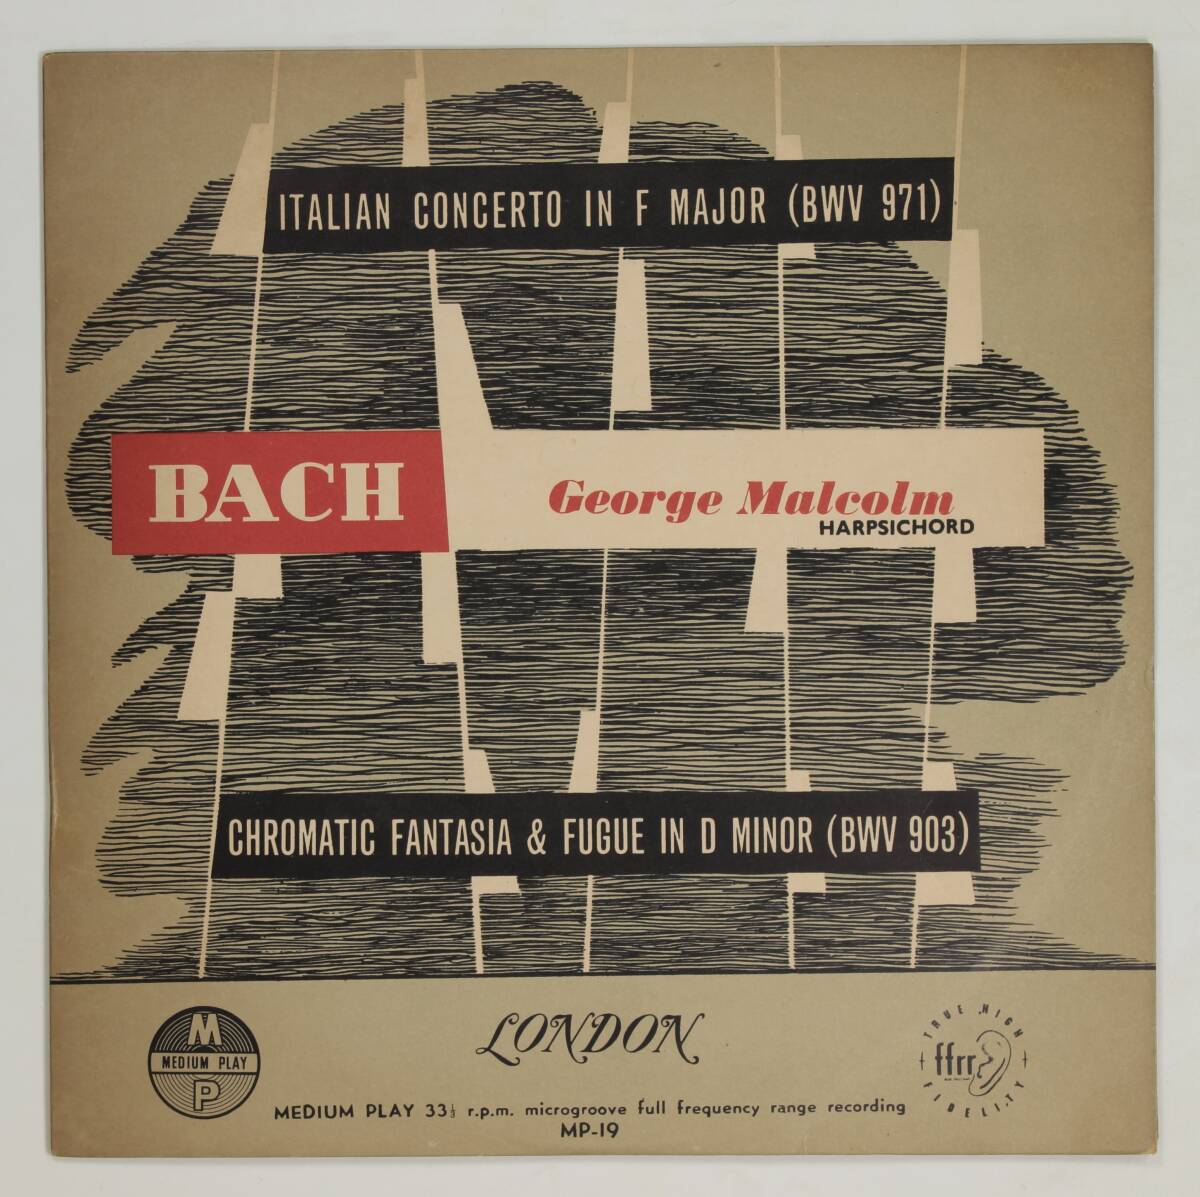 ITALIAN CONCERTO IN F MAJOR (BWV 971)
BACH
George Malcolm
HARPSICHORD
CHROMATIC FANTASIA & FUGUE IN D MINOR (BWV 903)
M
MEDIUM PLAY
P
LONDON
TRUE HIGH
ffrr
FIDELITY
MEDIUM PLAY 33⅓ r.p.m. microgroove full frequency range recording
MP-19